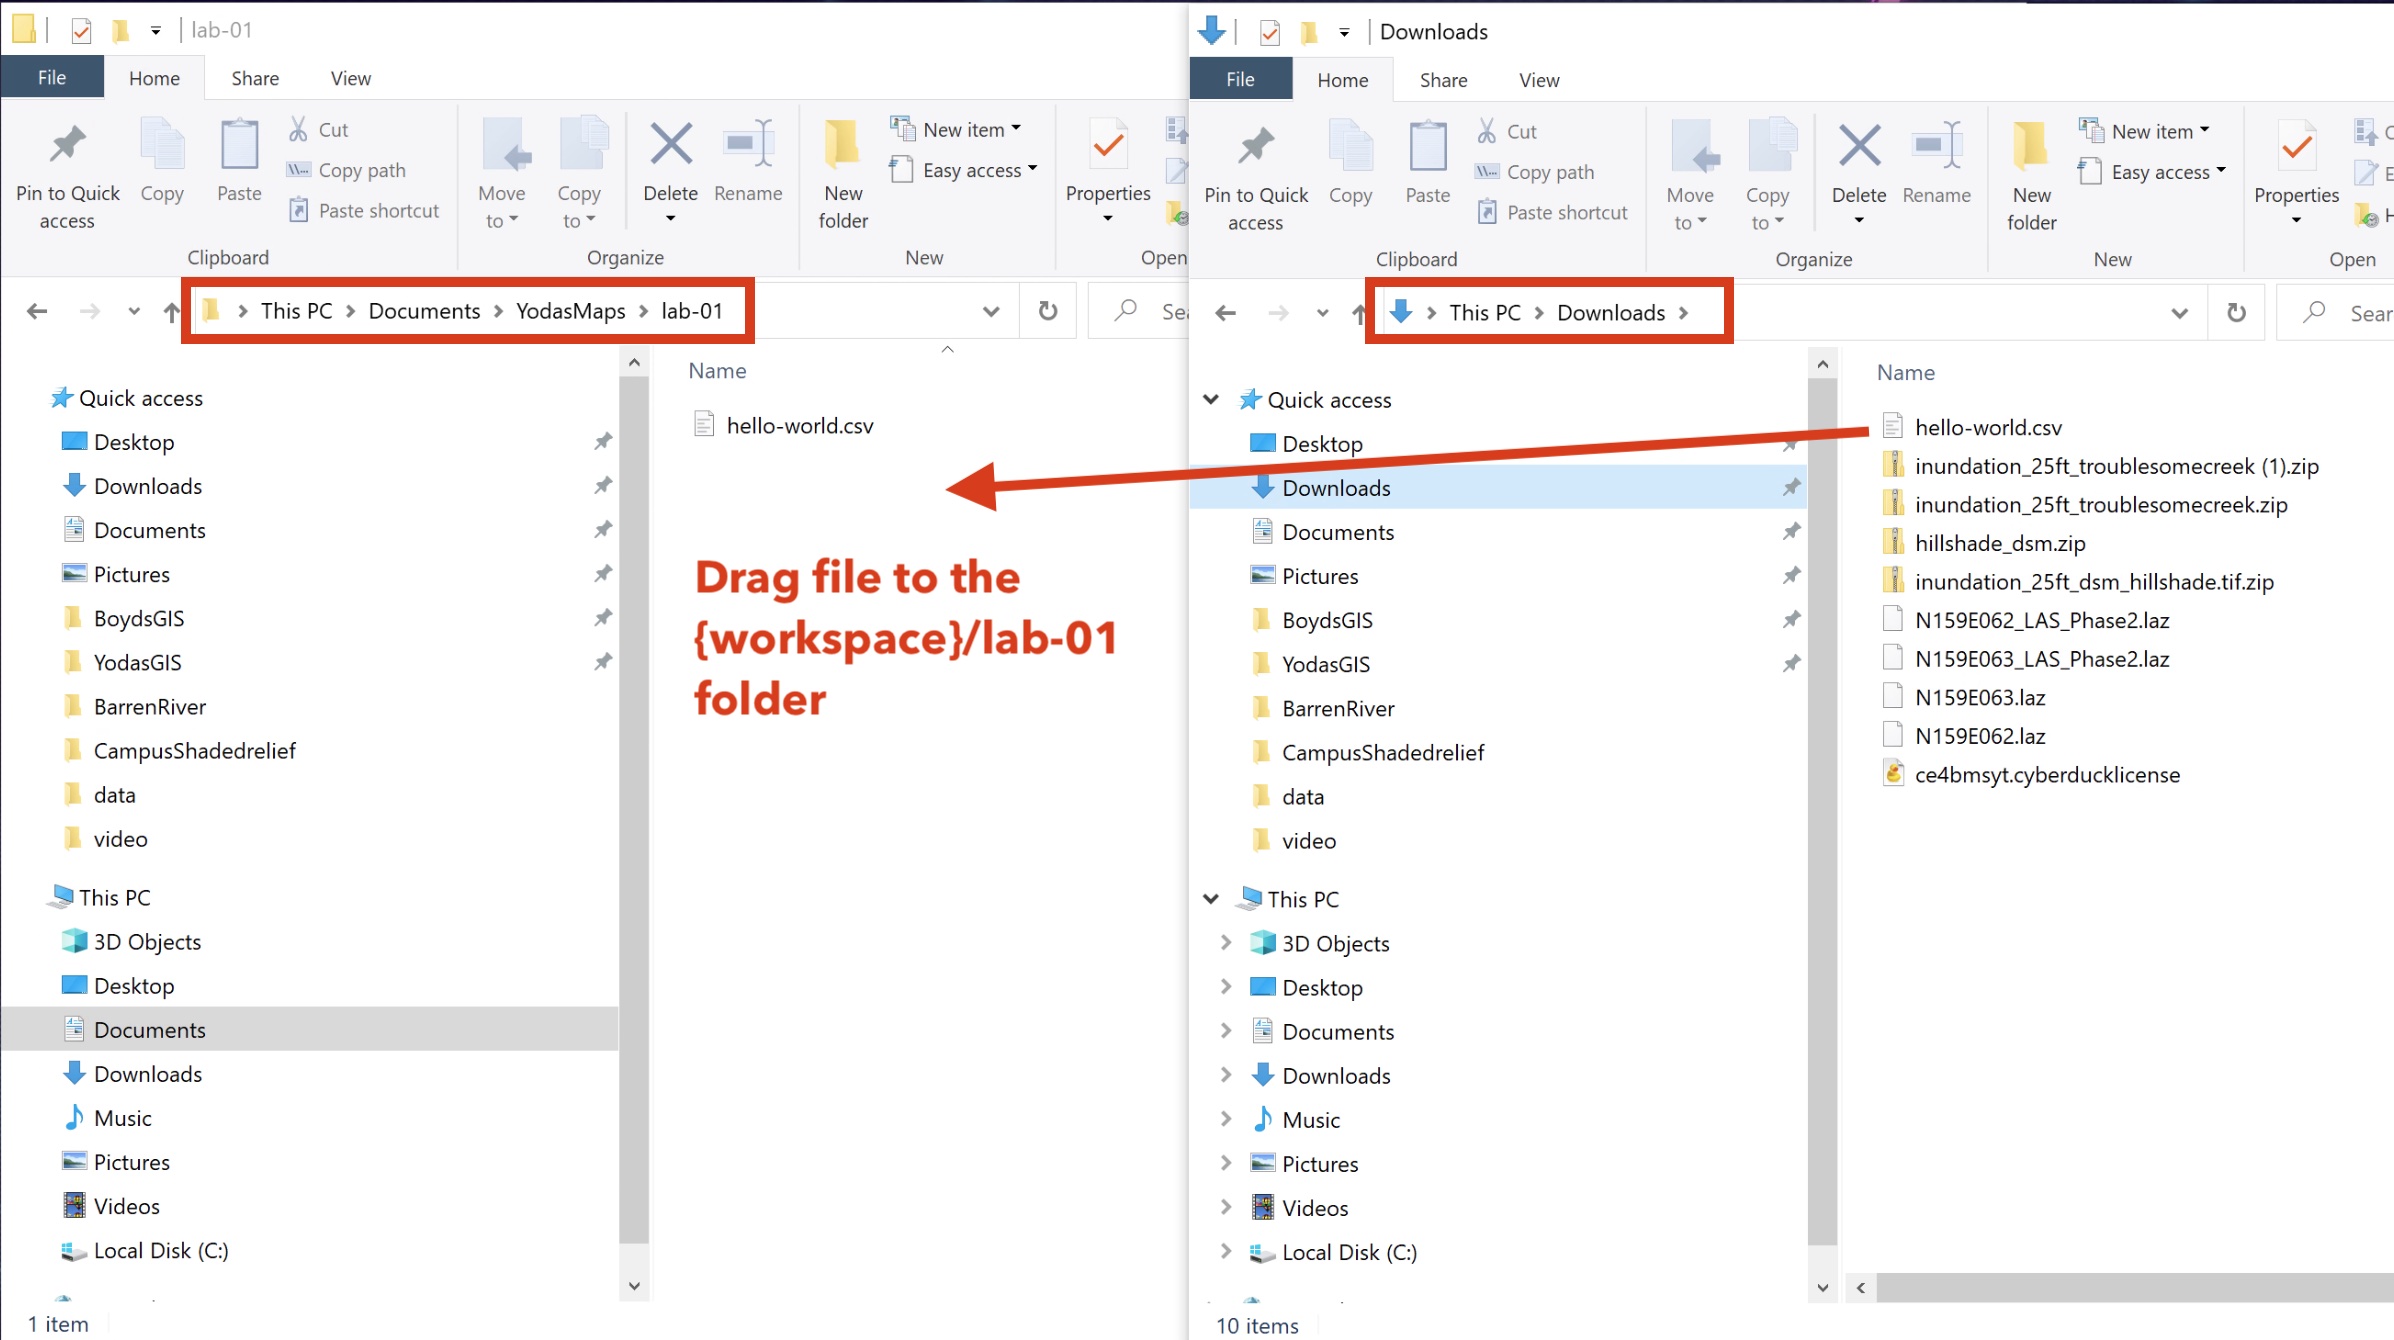 lab-01
File Home Share View
Pin to Quick access
Copy
Paste
Cut
Copy path
Paste shortcut
Clipboard
Move to
Copy to
Delete
Rename
Organize
New folder
New item
Easy access
New
Properties
Open
This PC Documents YodasMaps lab-01
Quick access
Desktop
Downloads
Documents
Pictures
BoydsGIS
YodasGIS
BarrenRiver
CampusShadedrelief
data
video
This PC
3D Objects
Desktop
Documents
Downloads
Music
Pictures
Videos
Local Disk (C:)
1 item
Name
hello-world.csv
Drag file to the
{workspace}/lab-01
folder
Downloads
File Home Share View
Pin to Quick access
Copy
Paste
Cut
Copy path
Paste shortcut
Clipboard
Move to
Copy to
Delete
Rename
Organize
New folder
New item
Easy access
New
Properties
Open
This PC Downloads
Quick access
Desktop
Downloads
Documents
Pictures
BoydsGIS
YodasGIS
BarrenRiver
CampusShadedrelief
data
video
This PC
3D Objects
Desktop
Documents
Downloads
Music
Pictures
Videos
Local Disk (C:)
10 items
Name
hello-world.csv
inundation_25ft_troublesomecreek (1).zip
inundation_25ft_troublesomecreek.zip
hillshade_dsm.zip
inundation_25ft_dsm_hillshade.tif.zip
N159E062_LAS_Phase2.laz
N159E063_LAS_Phase2.laz
N159E063.laz
N159E062.laz
ce4bmsyt.cyberducklicense